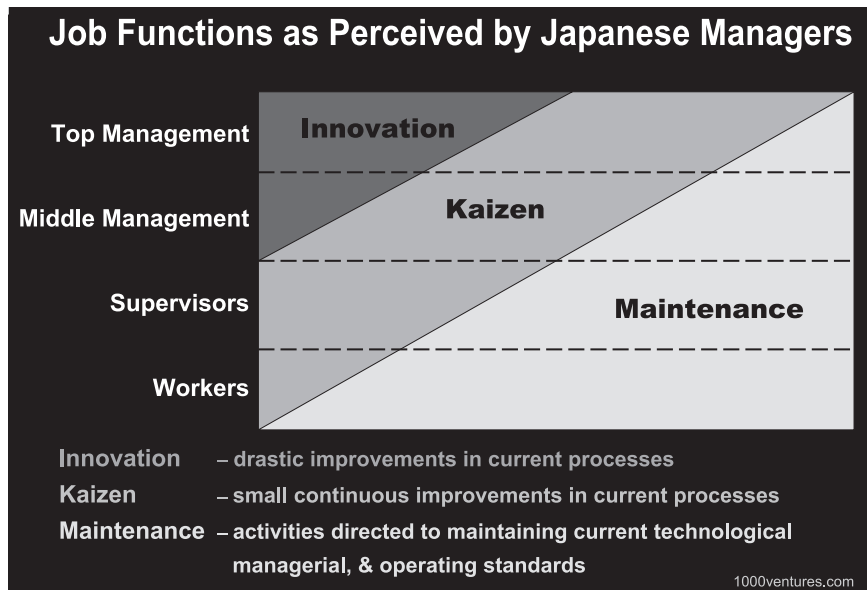 Job Functions as Perceived by Japanese Managers
Top Management
Innovation
Middle Management
Kaizen
Supervisors
Maintenance
Workers
Innovation – drastic improvements in current processes
Kaizen – small continuous improvements in current processes
Maintenance – activities directed to maintaining current technological
managerial, & operating standards
1000ventures.com